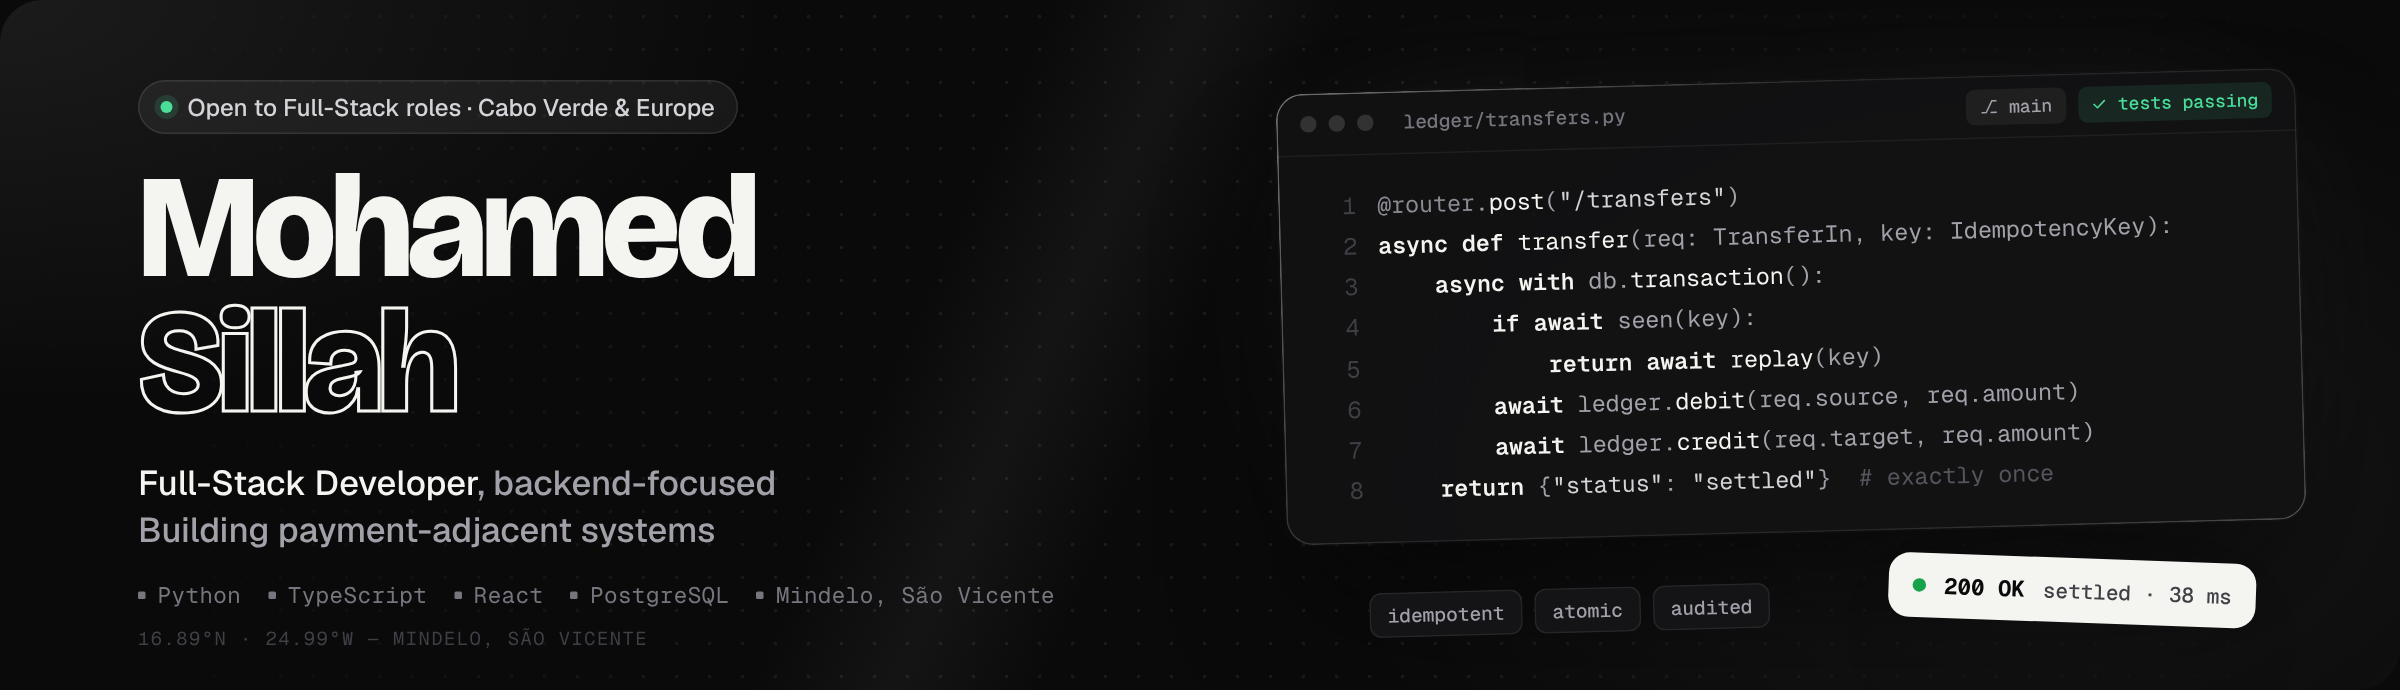 Open to Full-Stack roles · Cabo Verde & Europe
Mohamed
Sillah
Full-Stack Developer, backend-focused
Building payment-adjacent systems
Python TypeScript React PostgreSQL Mindelo, São Vicente
16.89°N · 24.99°W — MINDELO, SÃO VICENTE
ledger/transfers.py
⎇ main
✓ tests passing
1 @router.post("/transfers")
2 async def transfer(req: TransferIn, key: IdempotencyKey):
3     async with db.transaction():
4         if await seen(key):
5             return await replay(key)
6         await ledger.debit(req.source, req.amount)
7         await ledger.credit(req.target, req.amount)
8     return {"status": "settled"}  # exactly once
idempotent
atomic
audited
200 OK settled · 38 ms